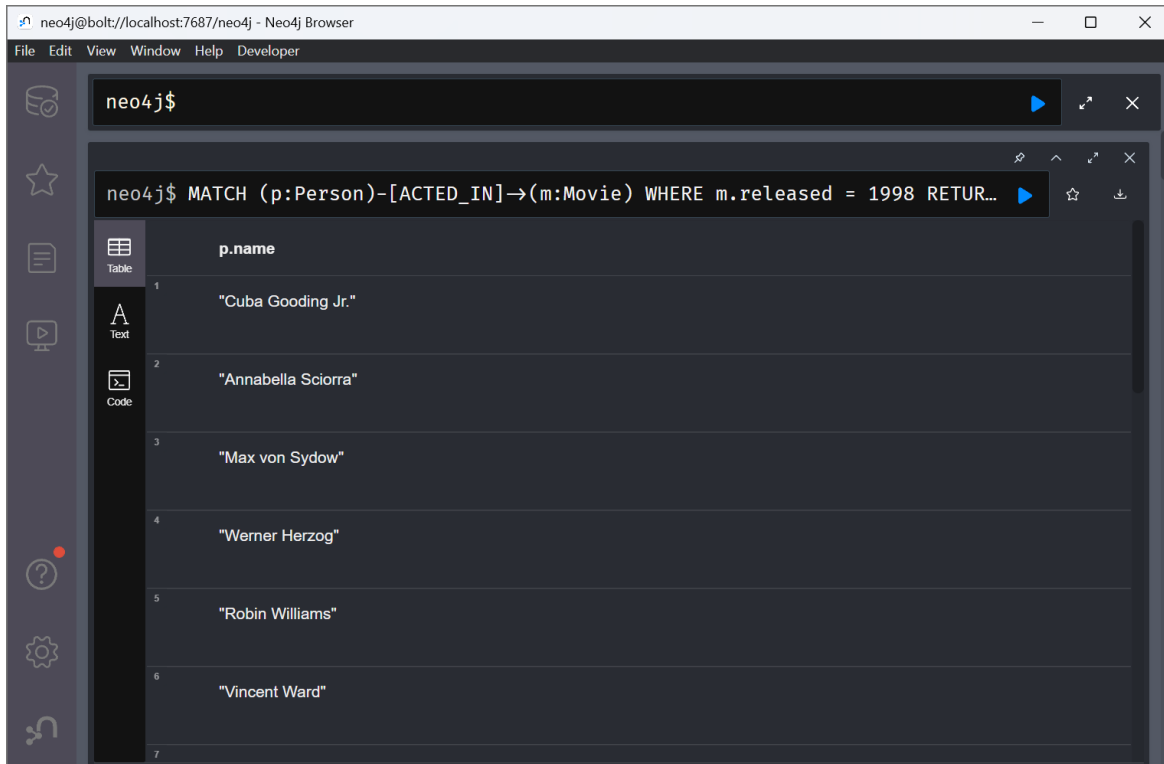 neo4j@bolt://localhost:7687/neo4j - Neo4j Browser
File Edit View Window Help Developer
neo4j$
neo4j$ MATCH (p:Person)-[ACTED_IN]→(m:Movie) WHERE m.released = 1998 RETUR…
Table
p.name
1
"Cuba Gooding Jr."
A
Text
2
"Annabella Sciorra"
Code
3
"Max von Sydow"
4
"Werner Herzog"
5
"Robin Williams"
6
"Vincent Ward"
7